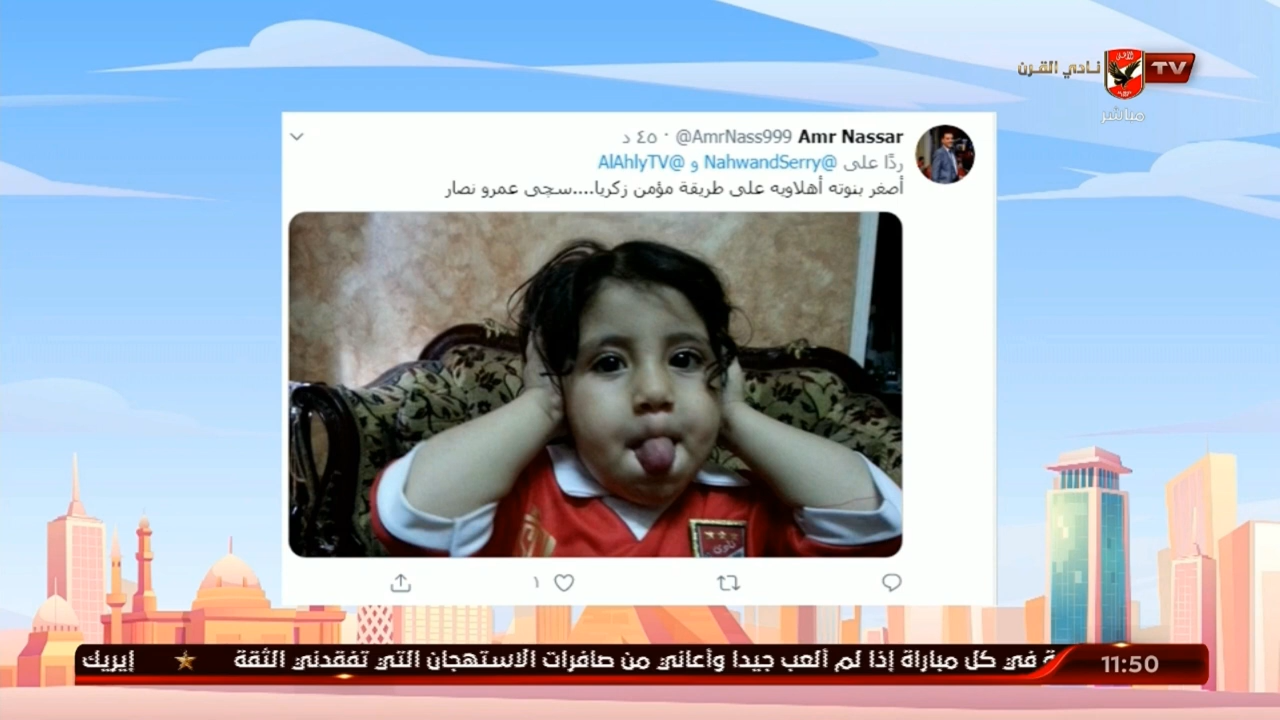 نادي القرن TV
مباشر
Amr Nassar @AmrNass999 · ٤٥ د
ردًا على @NahwandSerry و @AlAhlyTV
أصغر بنوته أهلاويه على طريقة مؤمن زكريا....سجى عمرو نصار
١
11:50
في كل مباراة إذا لم ألعب جيدا وأعاني من صافرات الاستهجان التي تفقدني الثقة
إيريك